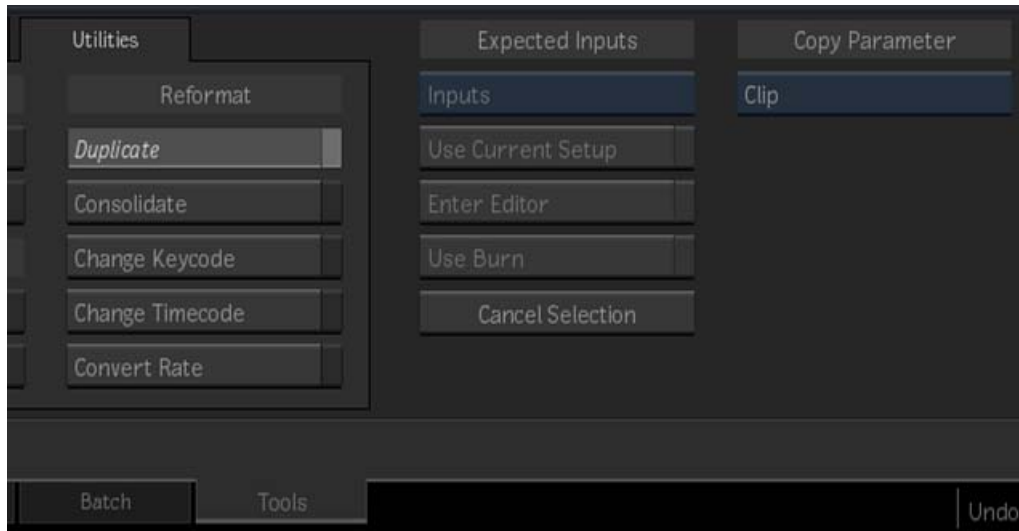 Utilities
Reformat
Duplicate
Consolidate
Change Keycode
Change Timecode
Convert Rate
Expected Inputs
Inputs
Use Current Setup
Enter Editor
Use Burn
Cancel Selection
Copy Parameter
Clip
Batch
Tools
Undo